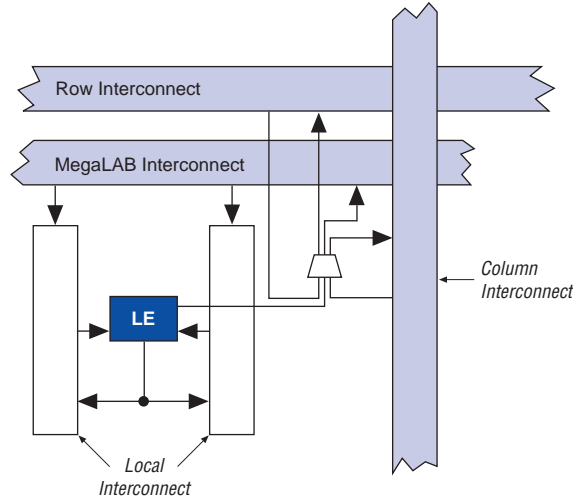 Row Interconnect
MegaLAB Interconnect
Column
Interconnect
LE
Local
Interconnect